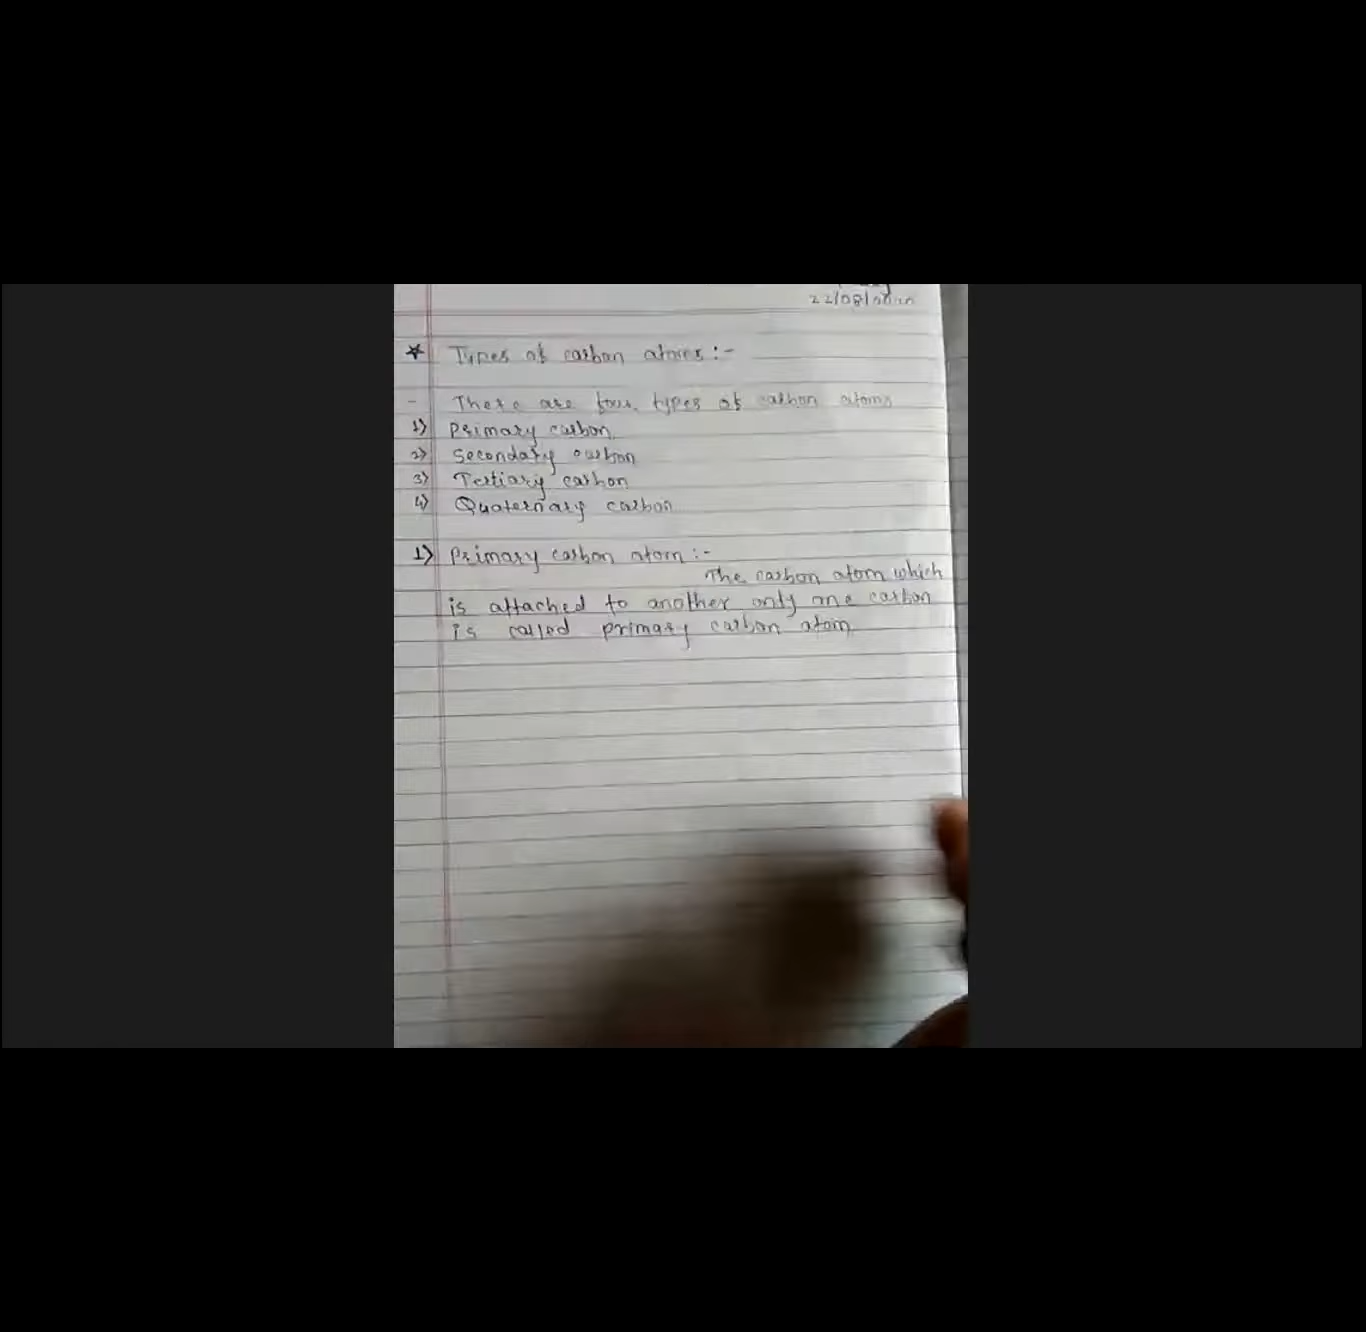 22/08/2020
* Types of carbon atoms :-
- There are four types of carbon atoms
1) Primary carbon
2) Secondary carbon
3) Tertiary carbon
4) Quaternary carbon
1) Primary carbon atom :-
The carbon atom which
is attached to another only one carbon
is called primary carbon atom